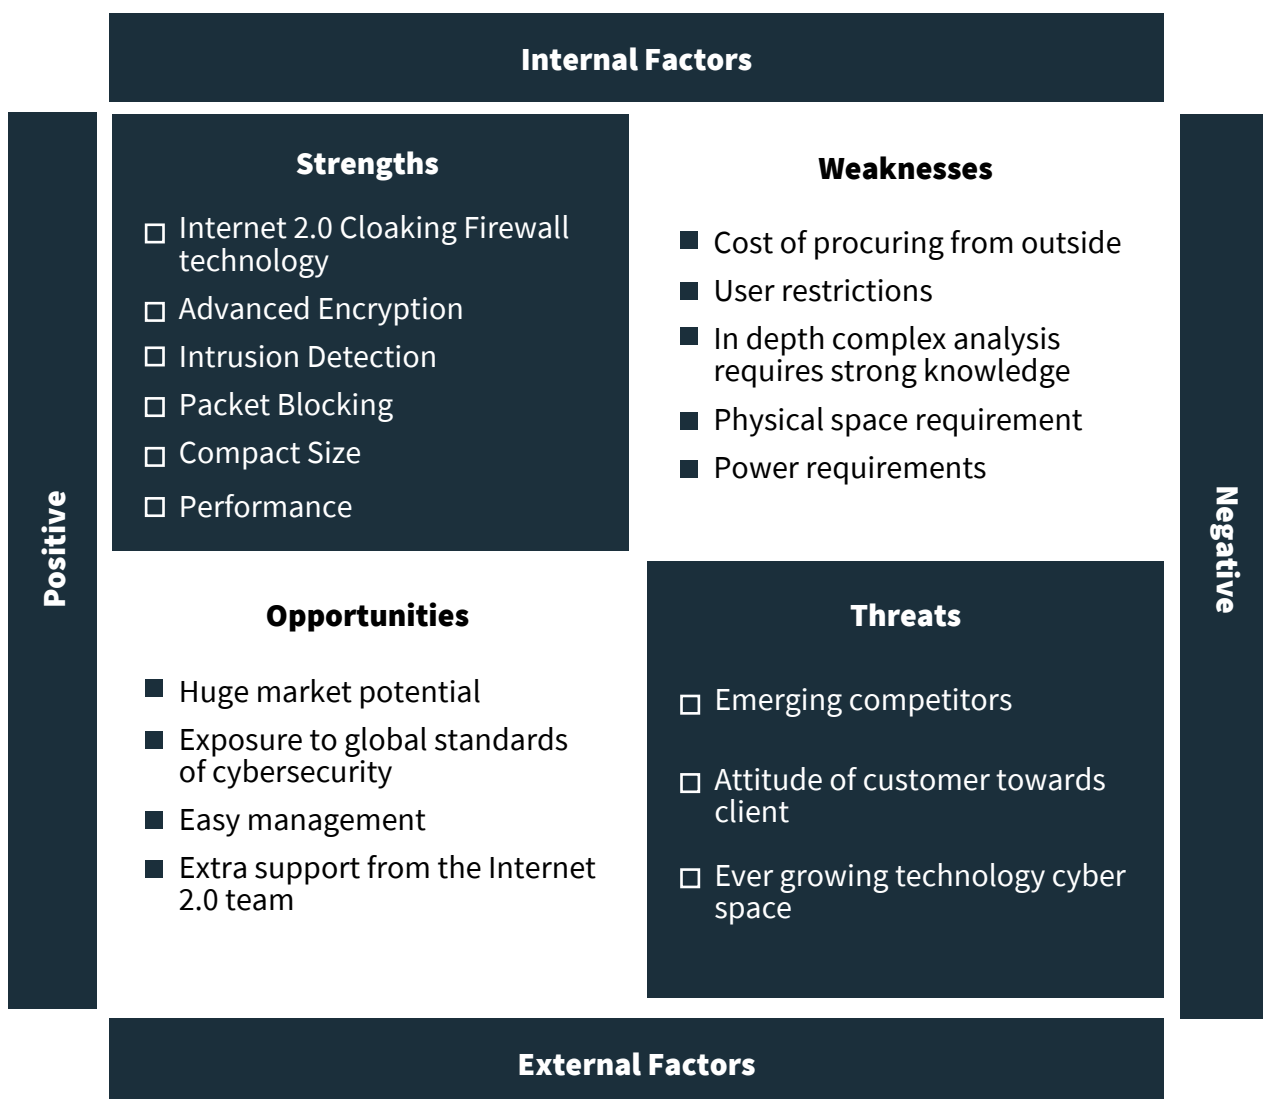 Internal Factors
Positive
Strengths
Internet 2.0 Cloaking Firewall
technology
Advanced Encryption
Intrusion Detection
Packet Blocking
Compact Size
Performance
Weaknesses
Cost of procuring from outside
User restrictions
In depth complex analysis
requires strong knowledge
Physical space requirement
Power requirements
Negative
Opportunities
Huge market potential
Exposure to global standards
of cybersecurity
Easy management
Extra support from the Internet
2.0 team
Threats
Emerging competitors
Attitude of customer towards
client
Ever growing technology cyber
space
External Factors